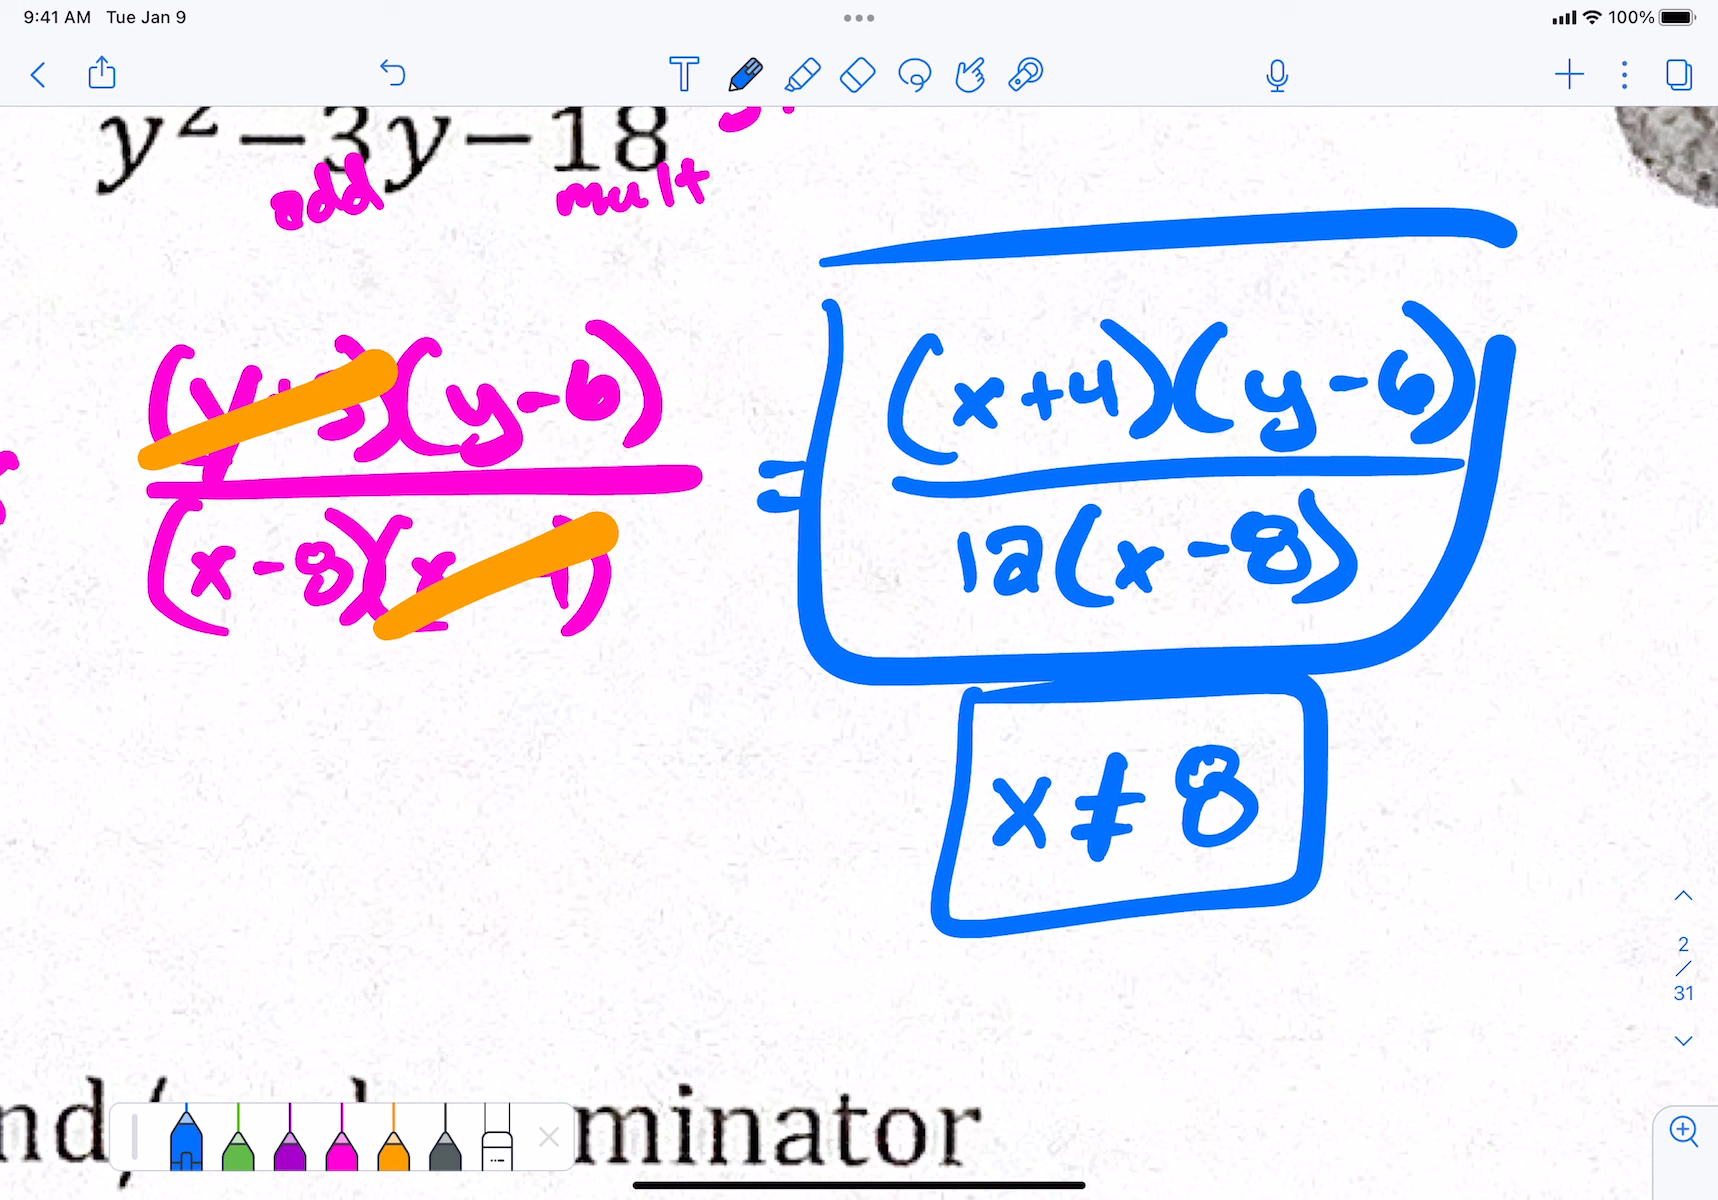 9:41 AM Tue Jan 9
100%
y² − 3y − 18
add mult
(y+3)(y-6)
(x-8)(x
= (x+4)(y-6)
12(x-8)
x ≠ 8
2
/
31
minator